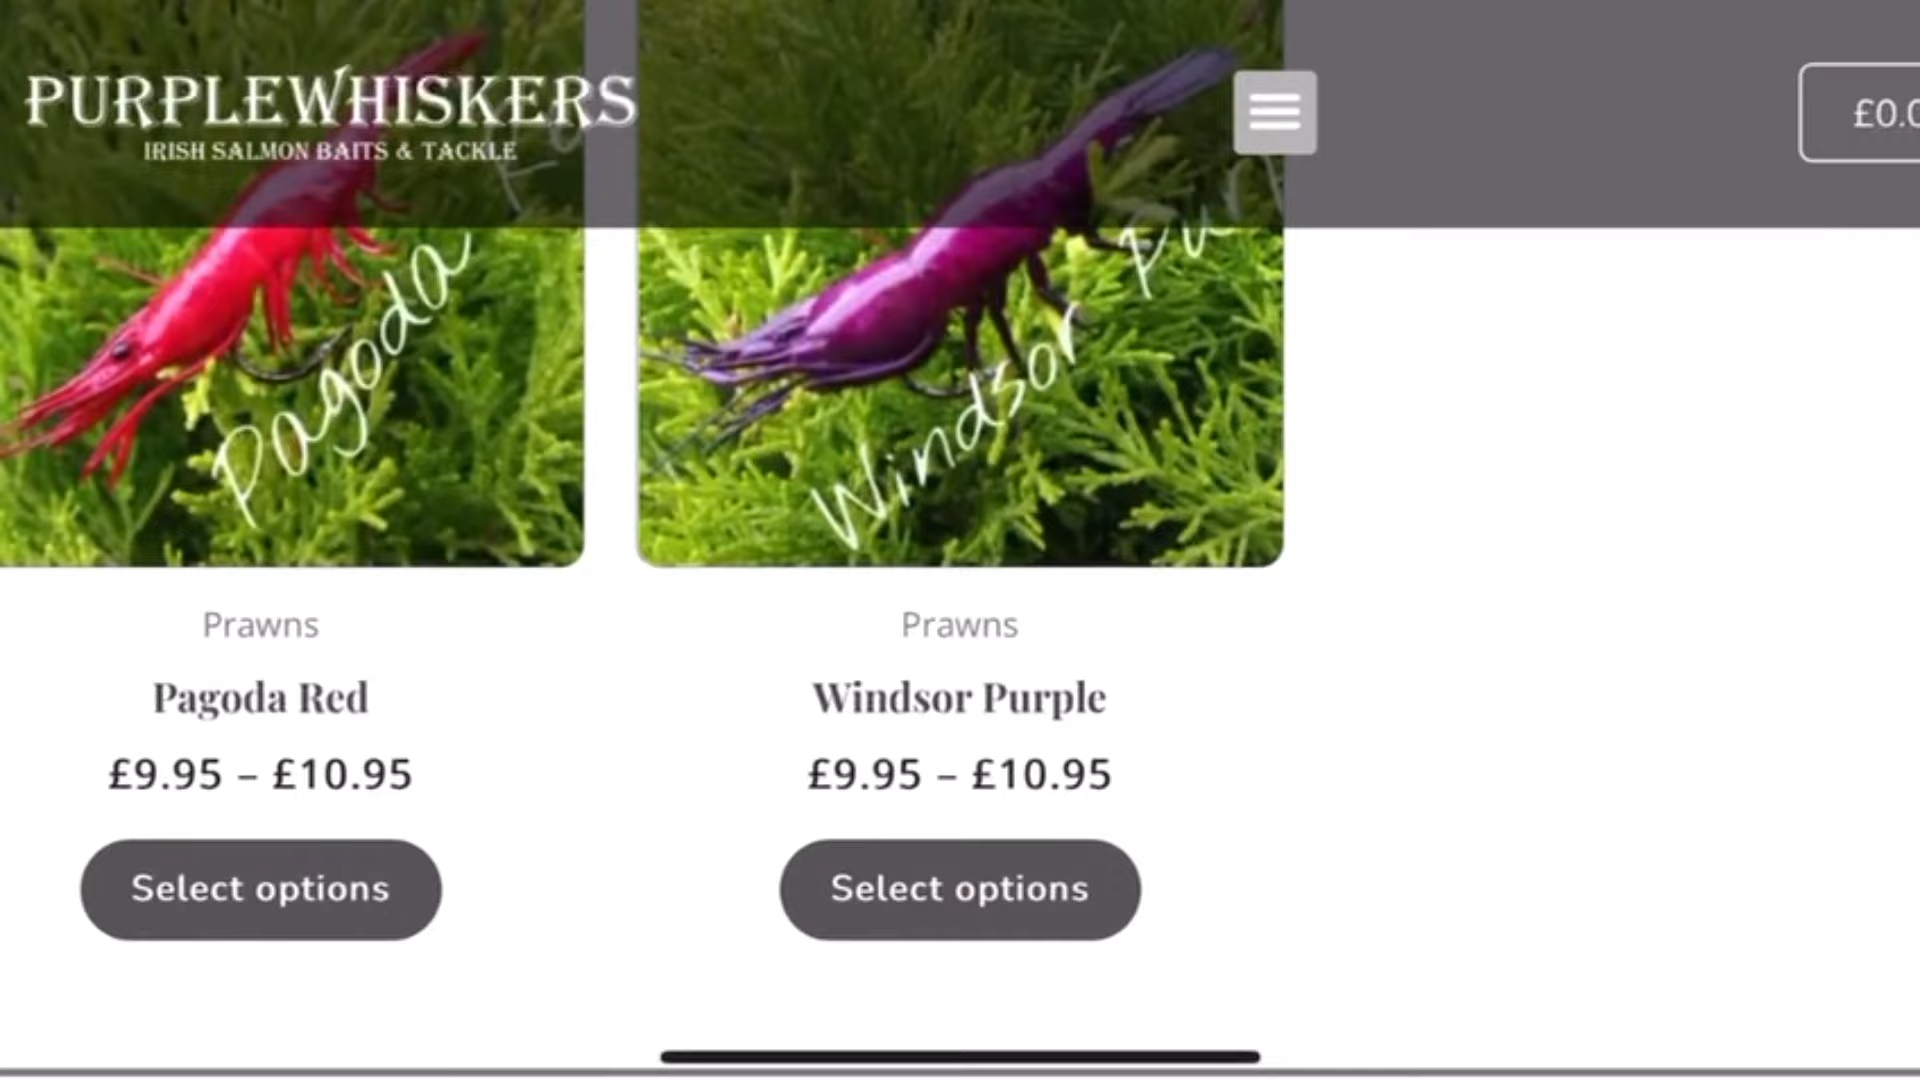 PURPLEWHISKERS
IRISH SALMON BAITS & TACKLE
Pagoda
Windsor Pu
Prawns
Pagoda Red
£9.95 – £10.95
Select options
Prawns
Windsor Purple
£9.95 – £10.95
Select options